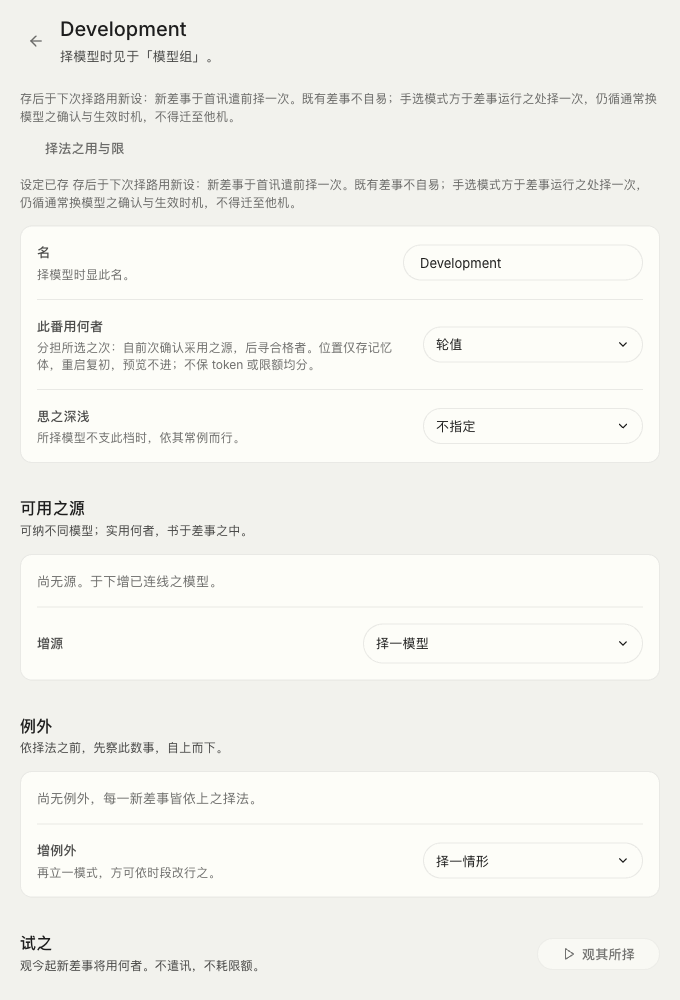 Development
择模型时见于「模型组」。
存后于下次择路用新设：新差事于首讯遣前择一次。既有差事不自易；手选模式方于差事运行之处择一次，仍循通常换
模型之确认与生效时机，不得迁至他机。
择法之用与限
设定已存 存后于下次择路用新设：新差事于首讯遣前择一次。既有差事不自易；手选模式方于差事运行之处择一次，
仍循通常换模型之确认与生效时机，不得迁至他机。
名
择模型时显此名。
Development
此番用何者
分担所选之次：自前次确认采用之源，后寻合格者。位置仅存记忆
体，重启复初，预览不进；不保 token 或限额均分。
轮值
思之深浅
所择模型不支此档时，依其常例而行。
不指定
可用之源
可纳不同模型；实用何者，书于差事之中。
尚无源。于下增已连线之模型。
增源
择一模型
例外
依择法之前，先察此数事，自上而下。
尚无例外，每一新差事皆依上之择法。
增例外
再立一模式，方可依时段改行之。
择一情形
试之
观今起新差事将用何者。不遣讯，不耗限额。
观其所择